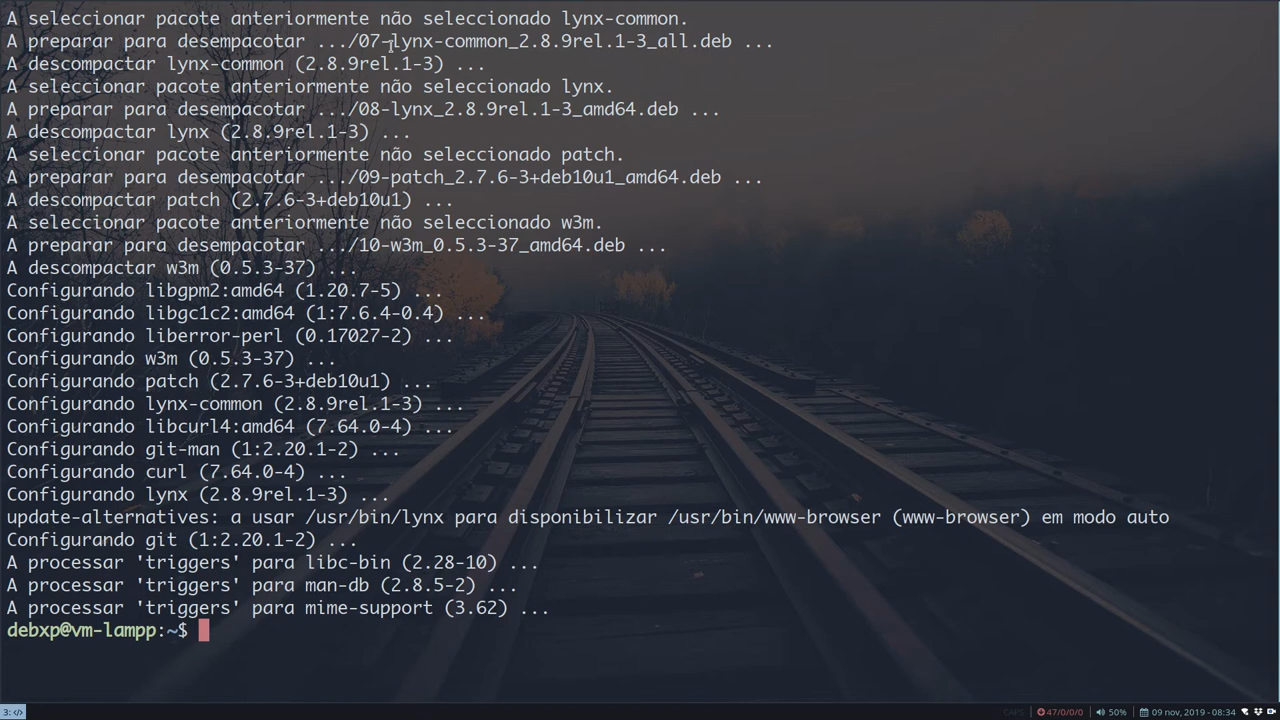 A seleccionar pacote anteriormente não seleccionado lynx-common.
A preparar para desempacotar .../07-lynx-common_2.8.9rel.1-3_all.deb ...
A descompactar lynx-common (2.8.9rel.1-3) ...
A seleccionar pacote anteriormente não seleccionado lynx.
A preparar para desempacotar .../08-lynx_2.8.9rel.1-3_amd64.deb ...
A descompactar lynx (2.8.9rel.1-3) ...
A seleccionar pacote anteriormente não seleccionado patch.
A preparar para desempacotar .../09-patch_2.7.6-3+deb10u1_amd64.deb ...
A descompactar patch (2.7.6-3+deb10u1) ...
A seleccionar pacote anteriormente não seleccionado w3m.
A preparar para desempacotar .../10-w3m_0.5.3-37_amd64.deb ...
A descompactar w3m (0.5.3-37) ...
Configurando libgpm2:amd64 (1.20.7-5) ...
Configurando libgc1c2:amd64 (1:7.6.4-0.4) ...
Configurando liberror-perl (0.17027-2) ...
Configurando w3m (0.5.3-37) ...
Configurando patch (2.7.6-3+deb10u1) ...
Configurando lynx-common (2.8.9rel.1-3) ...
Configurando libcurl4:amd64 (7.64.0-4) ...
Configurando git-man (1:2.20.1-2) ...
Configurando curl (7.64.0-4) ...
Configurando lynx (2.8.9rel.1-3) ...
update-alternatives: a usar /usr/bin/lynx para disponibilizar /usr/bin/www-browser (www-browser) em modo auto
Configurando git (1:2.20.1-2) ...
A processar 'triggers' para libc-bin (2.28-10) ...
A processar 'triggers' para man-db (2.8.5-2) ...
A processar 'triggers' para mime-support (3.62) ...
debxp@vm-lampp:~$
3: </> CAPS 47/0/0/0 50% 09 nov, 2019 - 08:34